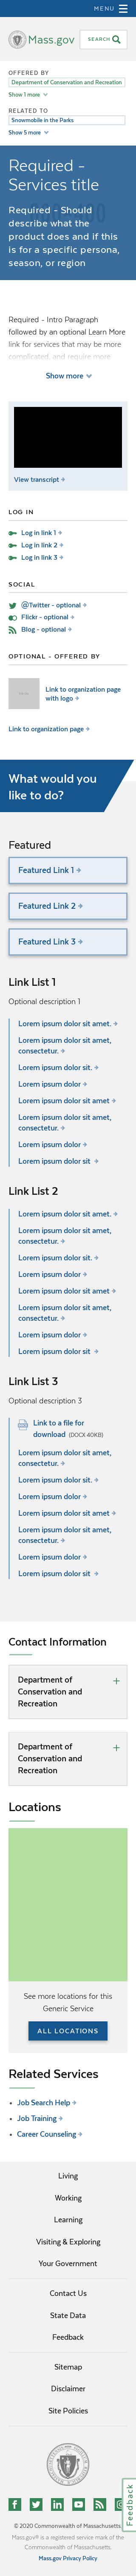 MENU
Mass.gov
SEARCH
OFFERED BY
Department of Conservation and Recreation
Show 1 more
RELATED TO
Snowmobile in the Parks
Show 5 more
Required -
Services title
Required - Should
describe what the
product does and if this
is for a specific persona,
season, or region
Required - Intro Paragraph
followed by an optional Learn More
link for services that may be
more complicated, and require more
Show more
View transcript
LOG IN
Log in link 1
Log in link 2
Log in link 3
SOCIAL
@Twitter - optional
Flickr - optional
Blog - optional
OPTIONAL - OFFERED BY
Link to organization page
with logo
Link to organization page
What would you
like to do?
Featured
Featured Link 1
Featured Link 2
Featured Link 3
Link List 1
Optional description 1
Lorem ipsum dolor sit amet.
Lorem ipsum dolor sit amet,
consectetur.
Lorem ipsum dolor sit.
Lorem ipsum dolor
Lorem ipsum dolor sit amet
Lorem ipsum dolor sit amet,
consectetur.
Lorem ipsum dolor
Lorem ipsum dolor sit
Link List 2
Lorem ipsum dolor sit amet.
Lorem ipsum dolor sit amet,
consectetur.
Lorem ipsum dolor sit.
Lorem ipsum dolor
Lorem ipsum dolor sit amet
Lorem ipsum dolor sit amet,
consectetur.
Lorem ipsum dolor
Lorem ipsum dolor sit
Link List 3
Optional description 3
Link to a file for
download (DOCX 40KB)
Lorem ipsum dolor sit amet,
consectetur.
Lorem ipsum dolor sit.
Lorem ipsum dolor
Lorem ipsum dolor sit amet
Lorem ipsum dolor sit amet,
consectetur.
Lorem ipsum dolor
Lorem ipsum dolor sit
Contact Information
Department of
Conservation and
Recreation
Department of
Conservation and
Recreation
Locations
See more locations for this
Generic Service
ALL LOCATIONS
Related Services
Job Search Help
Job Training
Career Counseling
Living
Working
Learning
Visiting & Exploring
Your Government
Contact Us
State Data
Feedback
Sitemap
Disclaimer
Site Policies
Feedback
© 2020 Commonwealth of Massachusetts.
Mass.gov® is a registered service mark of the
Commonwealth of Massachusetts.
Mass.gov Privacy Policy